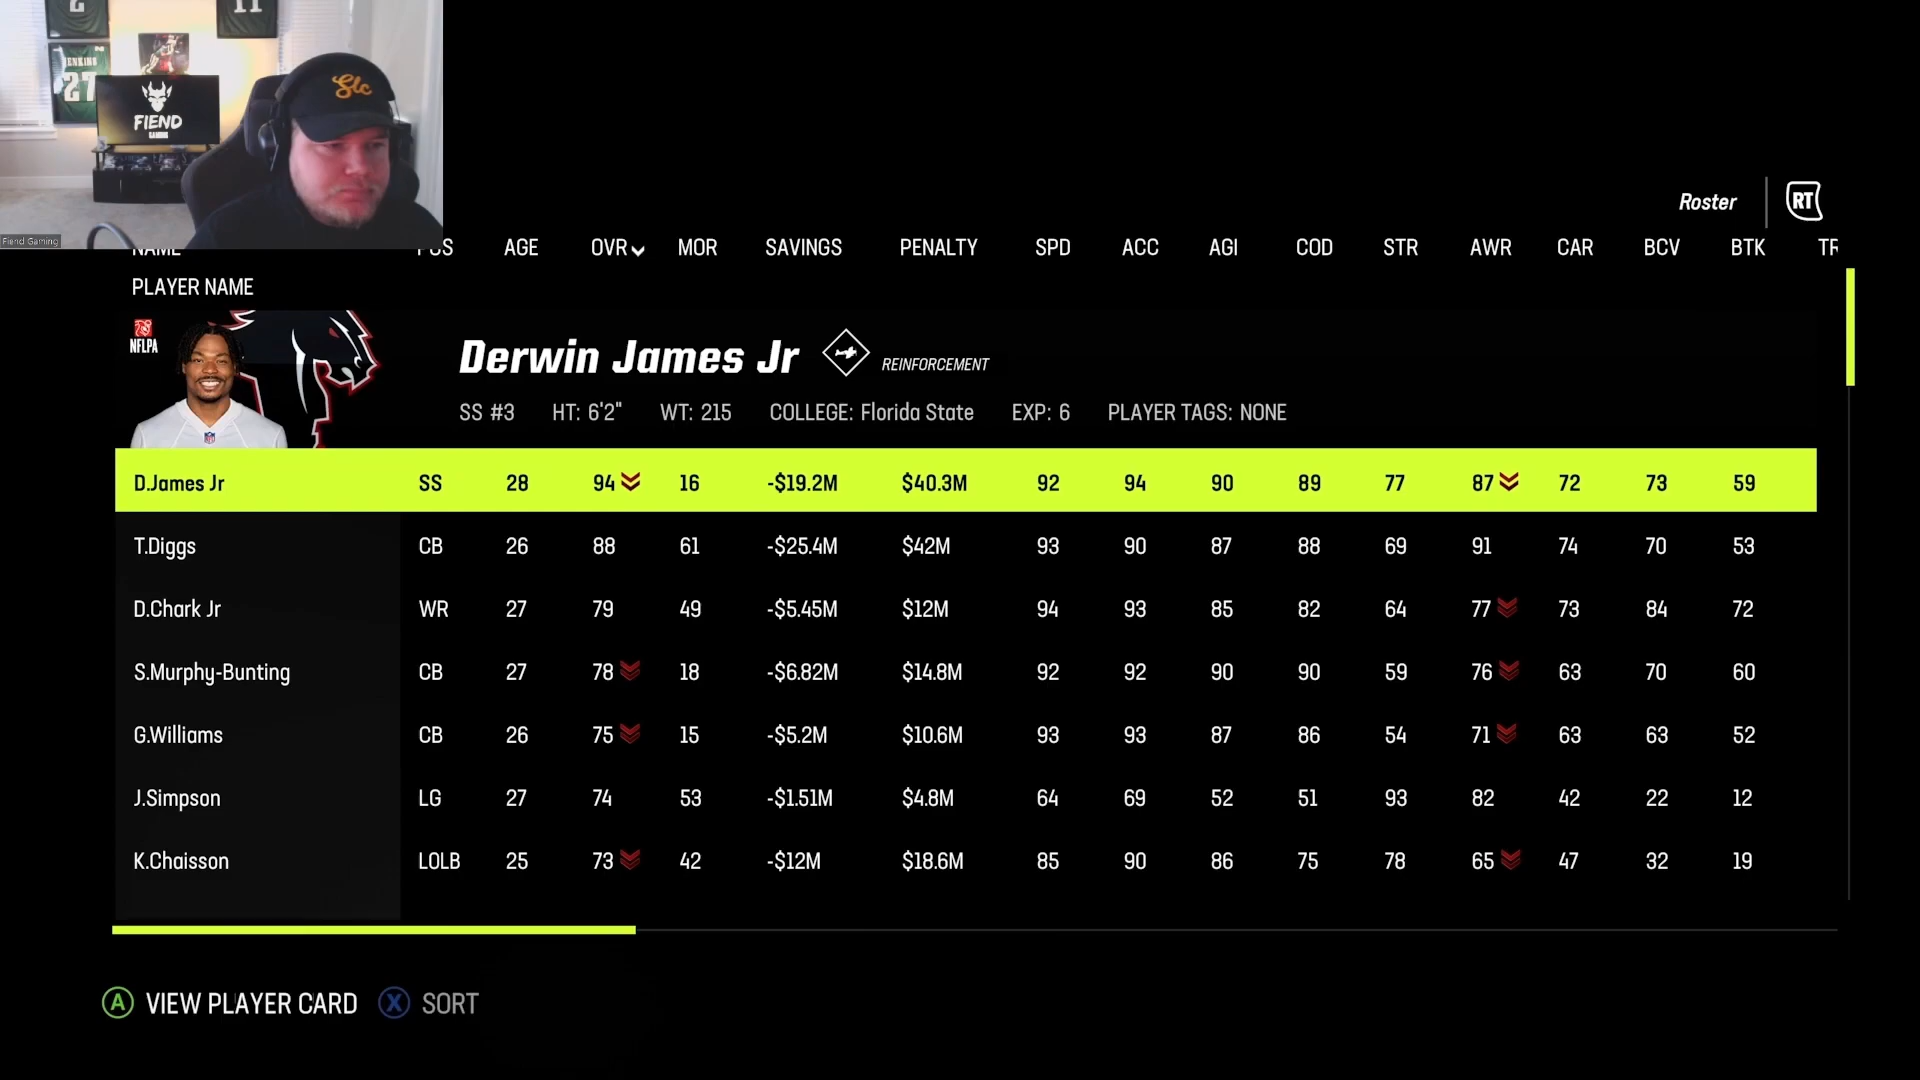 2
11
JENKINS
27
Slc
FIEND
GAMING
Fiend Gaming
Roster RT
NAME POS AGE OVR MOR SAVINGS PENALTY SPD ACC AGI COD STR AWR CAR BCV BTK TR
PLAYER NAME
NFLPA
Derwin James Jr REINFORCEMENT
SS #3 HT: 6'2" WT: 215 COLLEGE: Florida State EXP: 6 PLAYER TAGS: NONE
D.James Jr SS 28 94 16 -$19.2M $40.3M 92 94 90 89 77 87 72 73 59
T.Diggs CB 26 88 61 -$25.4M $42M 93 90 87 88 69 91 74 70 53
D.Chark Jr WR 27 79 49 -$5.45M $12M 94 93 85 82 64 77 73 84 72
S.Murphy-Bunting CB 27 78 18 -$6.82M $14.8M 92 92 90 90 59 76 63 70 60
G.Williams CB 26 75 15 -$5.2M $10.6M 93 93 87 86 54 71 63 63 52
J.Simpson LG 27 74 53 -$1.51M $4.8M 64 69 52 51 93 82 42 22 12
K.Chaisson LOLB 25 73 42 -$12M $18.6M 85 90 86 75 78 65 47 32 19
A VIEW PLAYER CARD X SORT